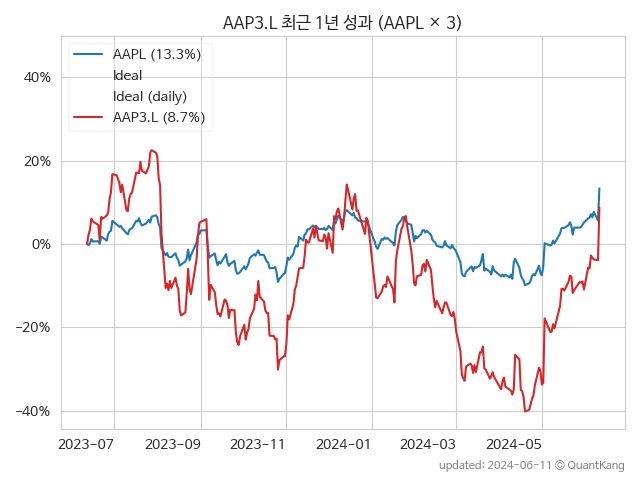 AAP3.L 최근 1년 성과 (AAPL × 3)
AAPL (13.3%)
Ideal
Ideal (daily)
AAP3.L (8.7%)
40%
20%
0%
−20%
−40%
2023−07
2023−09
2023−11
2024−01
2024−03
2024−05
updated: 2024-06-11 © QuantKang